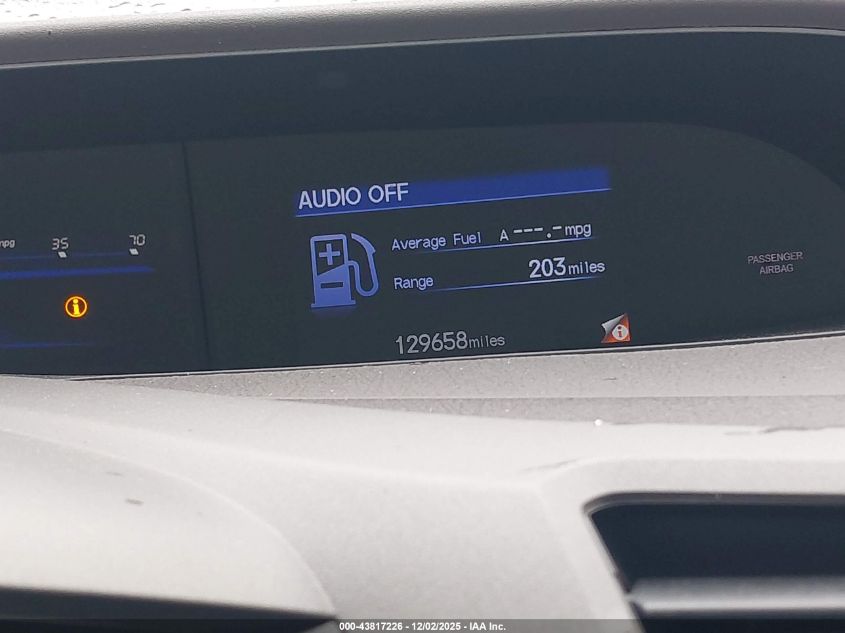 AUDIO OFF
mpg 35 70
Average Fuel A ---.- mpg
Range 203 miles
PASSENGER
AIRBAG
129658 miles
000-43817226 - 12/02/2025 - IAA Inc.